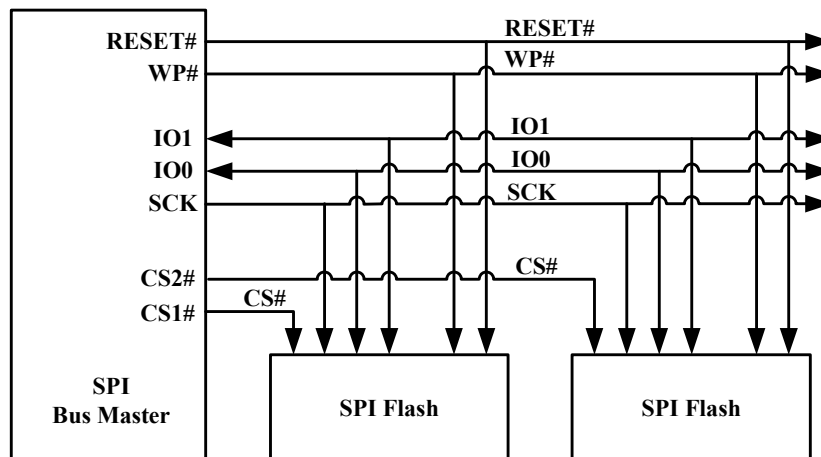 RESET#
RESET#
WP#
WP#
IO1
IO1
IO0
IO0
SCK
SCK
CS2#
CS#
CS1#
CS#
SPI
Bus Master
SPI Flash
SPI Flash